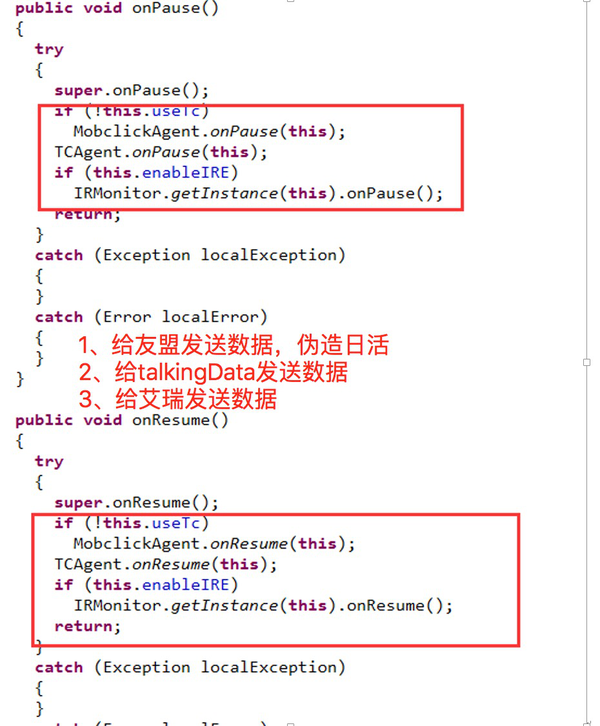 public void onPause()
{
try
{
super.onPause();
if (!this.useTc)
MobclickAgent.onPause(this);
TCAgent.onPause(this);
if (this.enableIRE)
IRMonitor.getInstance(this).onPause();
return;
}
catch (Exception localException)
{
}
catch (Error localError)
{
}
}
1、给友盟发送数据，伪造日活
2、给talkingData发送数据
3、给艾瑞发送数据
public void onResume()
{
try
{
super.onResume();
if (!this.useTc)
MobclickAgent.onResume(this);
TCAgent.onResume(this);
if (this.enableIRE)
IRMonitor.getInstance(this).onResume();
return;
}
catch (Exception localException)
{
}